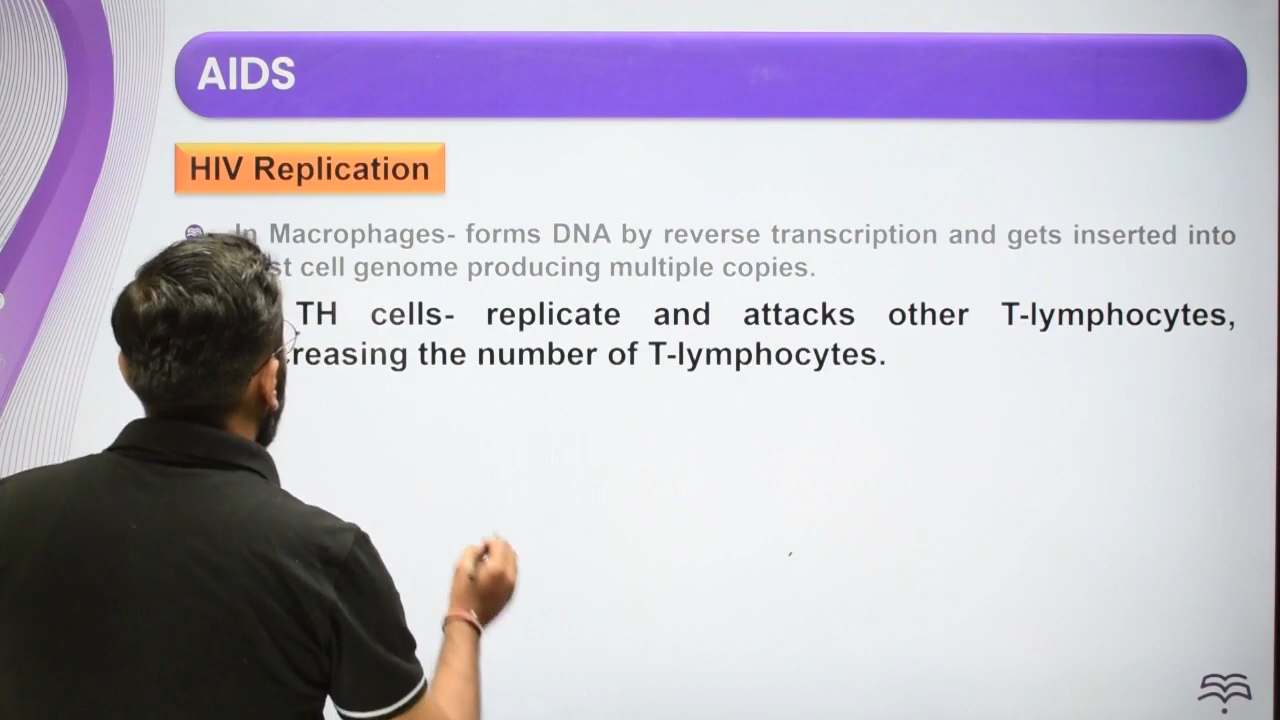 AIDS
HIV Replication
In Macrophages- forms DNA by reverse transcription and gets inserted into
cell genome producing multiple copies.
TH cells- replicate and attacks other T-lymphocytes,
the number of T-lymphocytes.